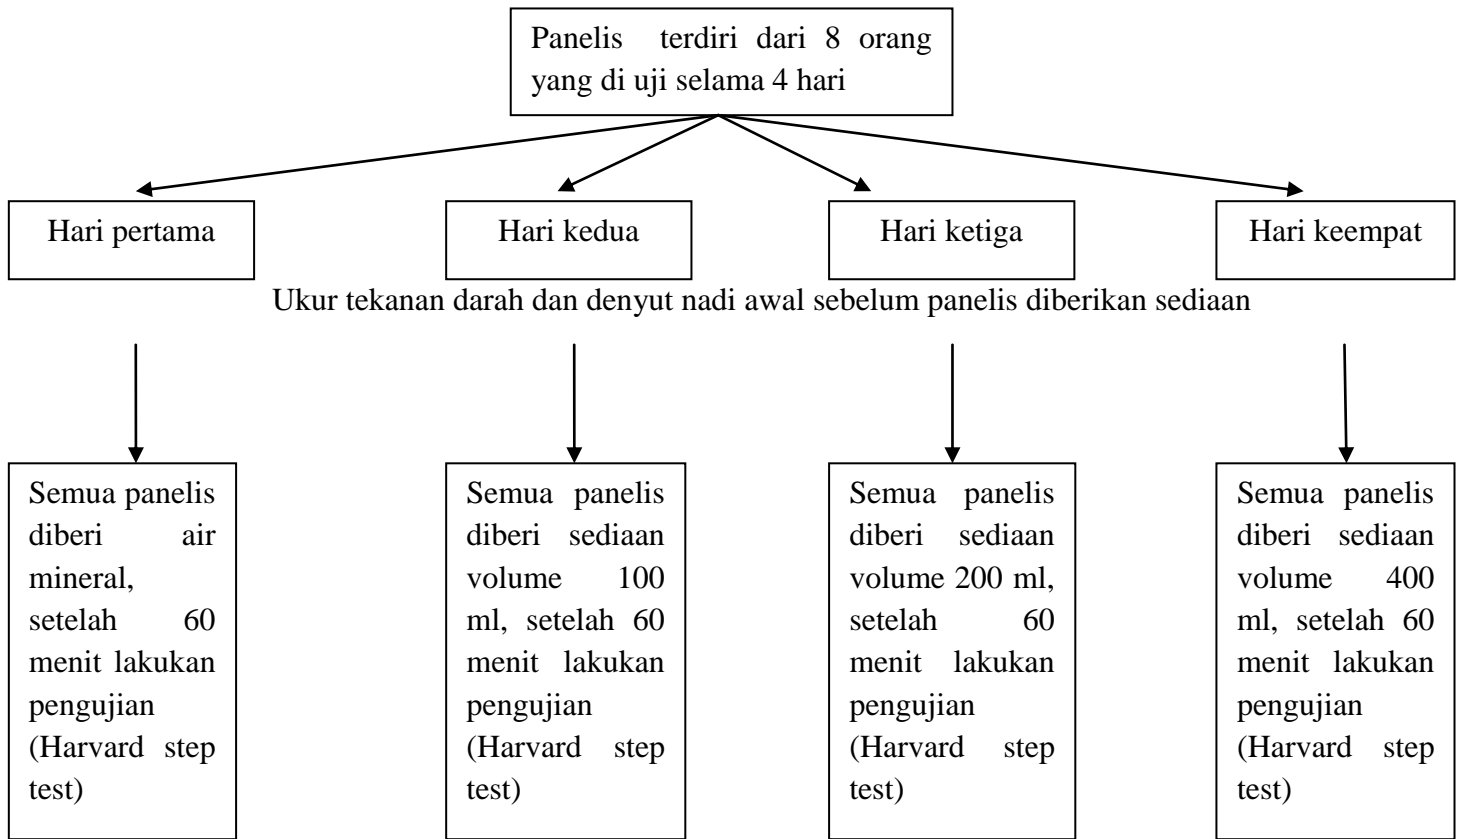 Panelis terdiri dari 8 orang
yang di uji selama 4 hari
Hari pertama
Hari kedua
Hari ketiga
Hari keempat
Ukur tekanan darah dan denyut nadi awal sebelum panelis diberikan sediaan
Semua panelis
diberi air
mineral,
setelah 60
menit lakukan
pengujian
(Harvard step
test)
Semua panelis
diberi sediaan
volume 100
ml, setelah 60
menit lakukan
pengujian
(Harvard step
test)
Semua panelis
diberi sediaan
volume 200 ml,
setelah 60
menit lakukan
pengujian
(Harvard step
test)
Semua panelis
diberi sediaan
volume 400
ml, setelah 60
menit lakukan
pengujian
(Harvard step
test)